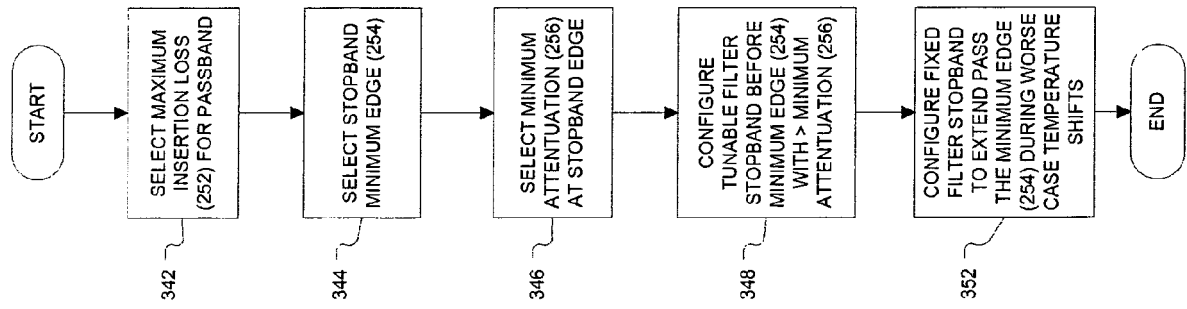 START
SELECT MAXIMUM
INSERTION LOSS
(252) FOR PASSBAND
342
SELECT STOPBAND
MINIMUM EDGE (254)
344
SELECT MINIMUM
ATTENTUATION (256)
AT STOPBAND EDGE
346
CONFIGURE
TUNABLE FILTER
STOPBAND BEFORE
MINIMUM EDGE (254)
WITH > MINIMUM
ATTENTUATION (256)
348
CONFIGURE FIXED
FILTER STOPBAND
TO EXTEND PASS
THE MINIMUM EDGE
(254) DURING WORSE
CASE TEMPERATURE
SHIFTS
352
END